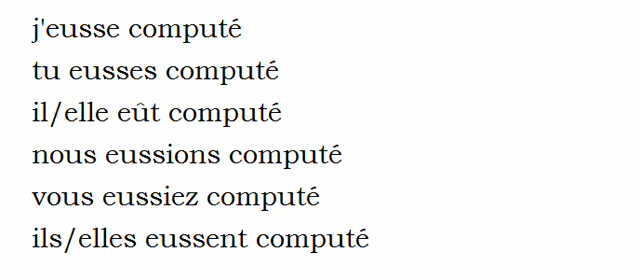 j'eusse computé
tu eusses computé
il/elle eût computé
nous eussions computé
vous eussiez computé
ils/elles eussent computé